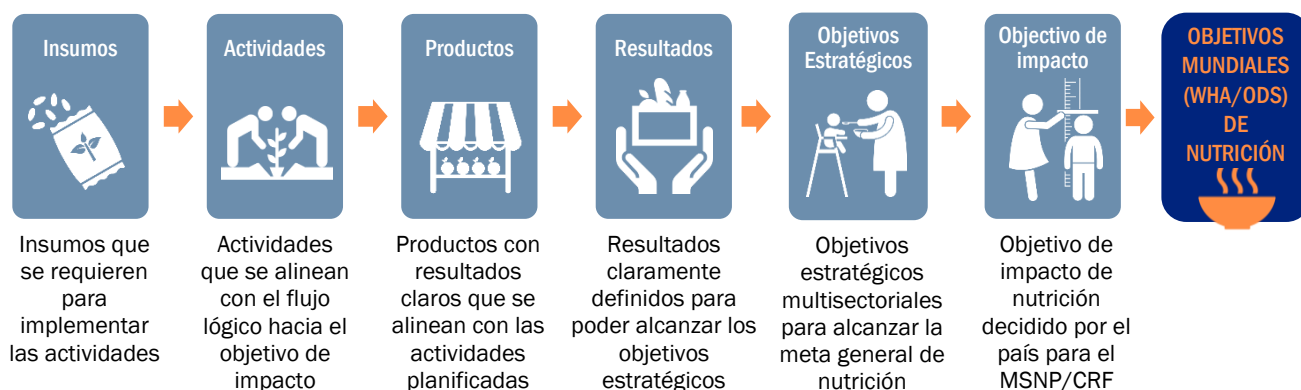 Insumos
Actividades
Productos
Resultados
Objetivos
Estratégicos
Objectivo de
impacto
OBJETIVOS
MUNDIALES
(WHA/ODS)
DE
NUTRICIÓN
Insumos que
se requieren
para
implementar
las actividades
Actividades
que se alinean
con el flujo
lógico hacia el
objetivo de
impacto
Productos con
resultados
claros que se
alinean con las
actividades
planificadas
Resultados
claramente
definidos para
poder alcanzar los
objetivos
estratégicos
Objetivos
estratégicos
multisectoriales
para alcanzar la
meta general de
nutrición
Objetivo de
impacto de
nutrición
decidido por el
país para el
MSNP/CRF